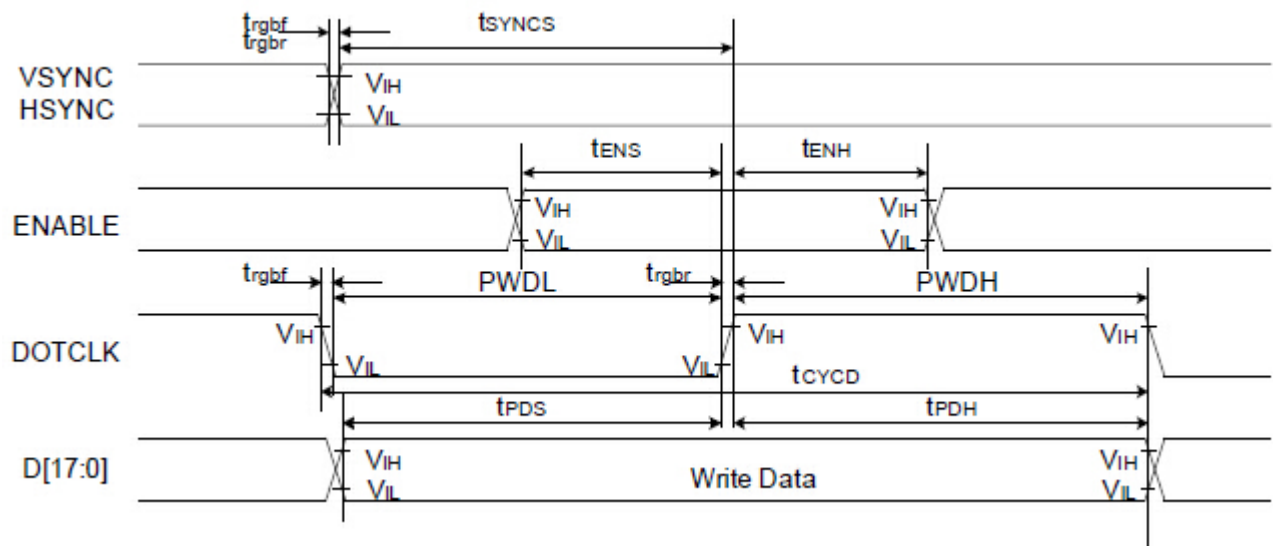 trgbf
trgbr
tSYNCS
VSYNC
HSYNC
VIH
VIL
tENS
tENH
ENABLE
VIH
VIL
VIH
VIL
trgbf
PWDL
trgbr
PWDH
DOTCLK
VIH
VIL
VIL
VIH
VIH
tCYCD
tPDS
tPDH
D[17:0]
VIH
VIL
Write Data
VIH
VIL